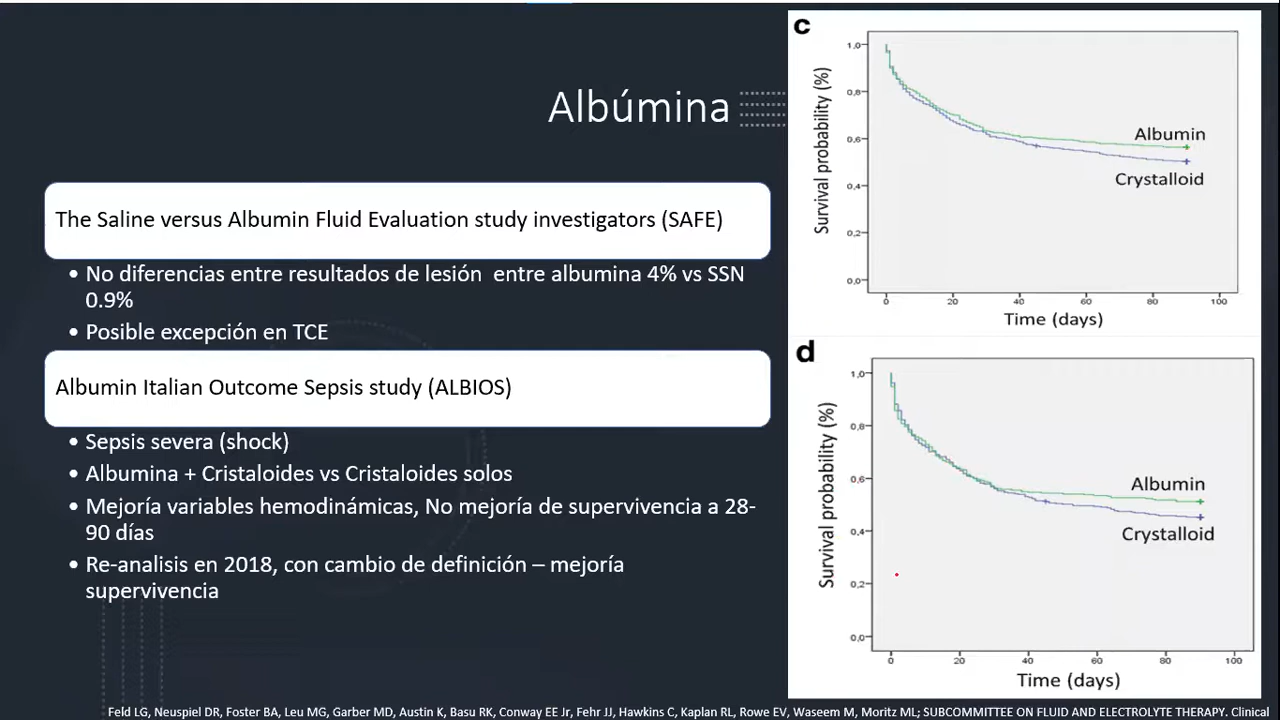 Albúmina
The Saline versus Albumin Fluid Evaluation study investigators (SAFE)
• No diferencias entre resultados de lesión entre albumina 4% vs SSN
0.9%
• Posible excepción en TCE
Albumin Italian Outcome Sepsis study (ALBIOS)
• Sepsis severa (shock)
• Albumina + Cristaloides vs Cristaloides solos
• Mejoría variables hemodinámicas, No mejoría de supervivencia a 28-
90 días
• Re-analisis en 2018, con cambio de definición – mejoría
supervivencia
c
Survival probability (%)
1,0
0,8
0,6
0,4
0,2
0,0
Albumin
Crystalloid
0 20 40 60 80 100
Time (days)
d
Survival probability (%)
1,0
0,8
0,6
0,4
0,2
0,0
Albumin
Crystalloid
0 20 40 60 80 100
Time (days)
Feld LG, Neuspiel DR, Foster BA, Leu MG, Garber MD, Austin K, Basu RK, Conway EE Jr, Fehr JJ, Hawkins C, Kaplan RL, Rowe EV, Waseem M, Moritz ML; SUBCOMMITTEE ON FLUID AND ELECTROLYTE THERAPY. Clinical